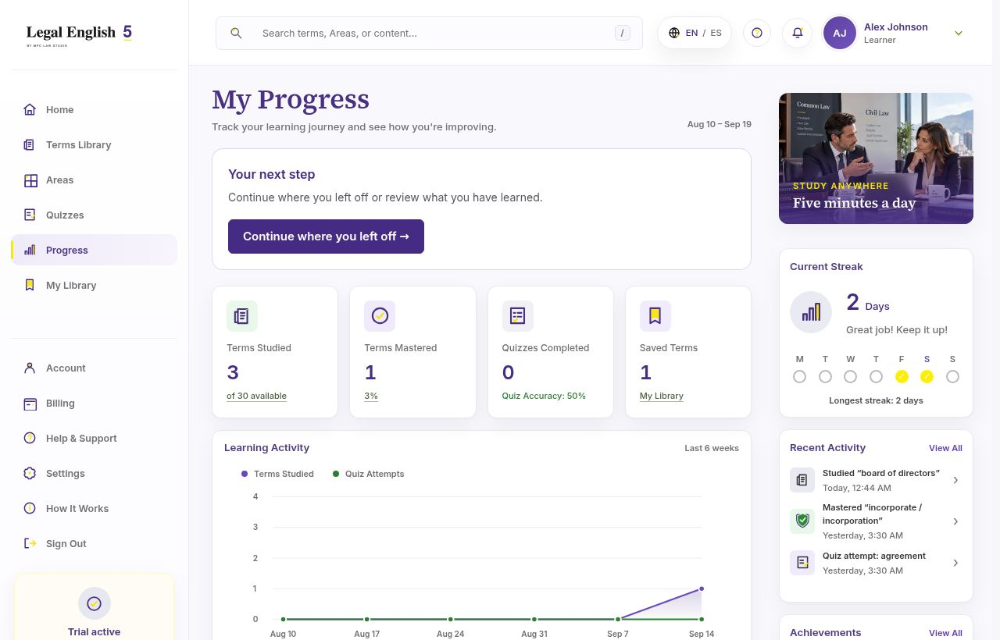 Legal English 5
BY MPC LAW STUDIO
Home
Terms Library
Areas
Quizzes
Progress
My Library
Account
Billing
Help & Support
Settings
How It Works
Sign Out
Trial active
Search terms, Areas, or content...
/
EN / ES
AJ
Alex Johnson
Learner
My Progress
Track your learning journey and see how you're improving.
Aug 10 – Sep 19
Your next step
Continue where you left off or review what you have learned.
Continue where you left off →
Terms Studied
3
of 30 available
Terms Mastered
1
3%
Quizzes Completed
0
Quiz Accuracy: 50%
Saved Terms
1
My Library
Learning Activity
Last 6 weeks
Terms Studied
Quiz Attempts
4
3
2
1
0
Aug 10
Aug 17
Aug 24
Aug 31
Sep 7
Sep 14
Common Law
Civil Law
STUDY ANYWHERE
Five minutes a day
Current Streak
2 Days
Great job! Keep it up!
M T W T F S S
Longest streak: 2 days
Recent Activity
View All
Studied “board of directors”
Today, 12:44 AM
Mastered “incorporate /
incorporation”
Yesterday, 3:30 AM
Quiz attempt: agreement
Yesterday, 3:30 AM
Achievements
View All